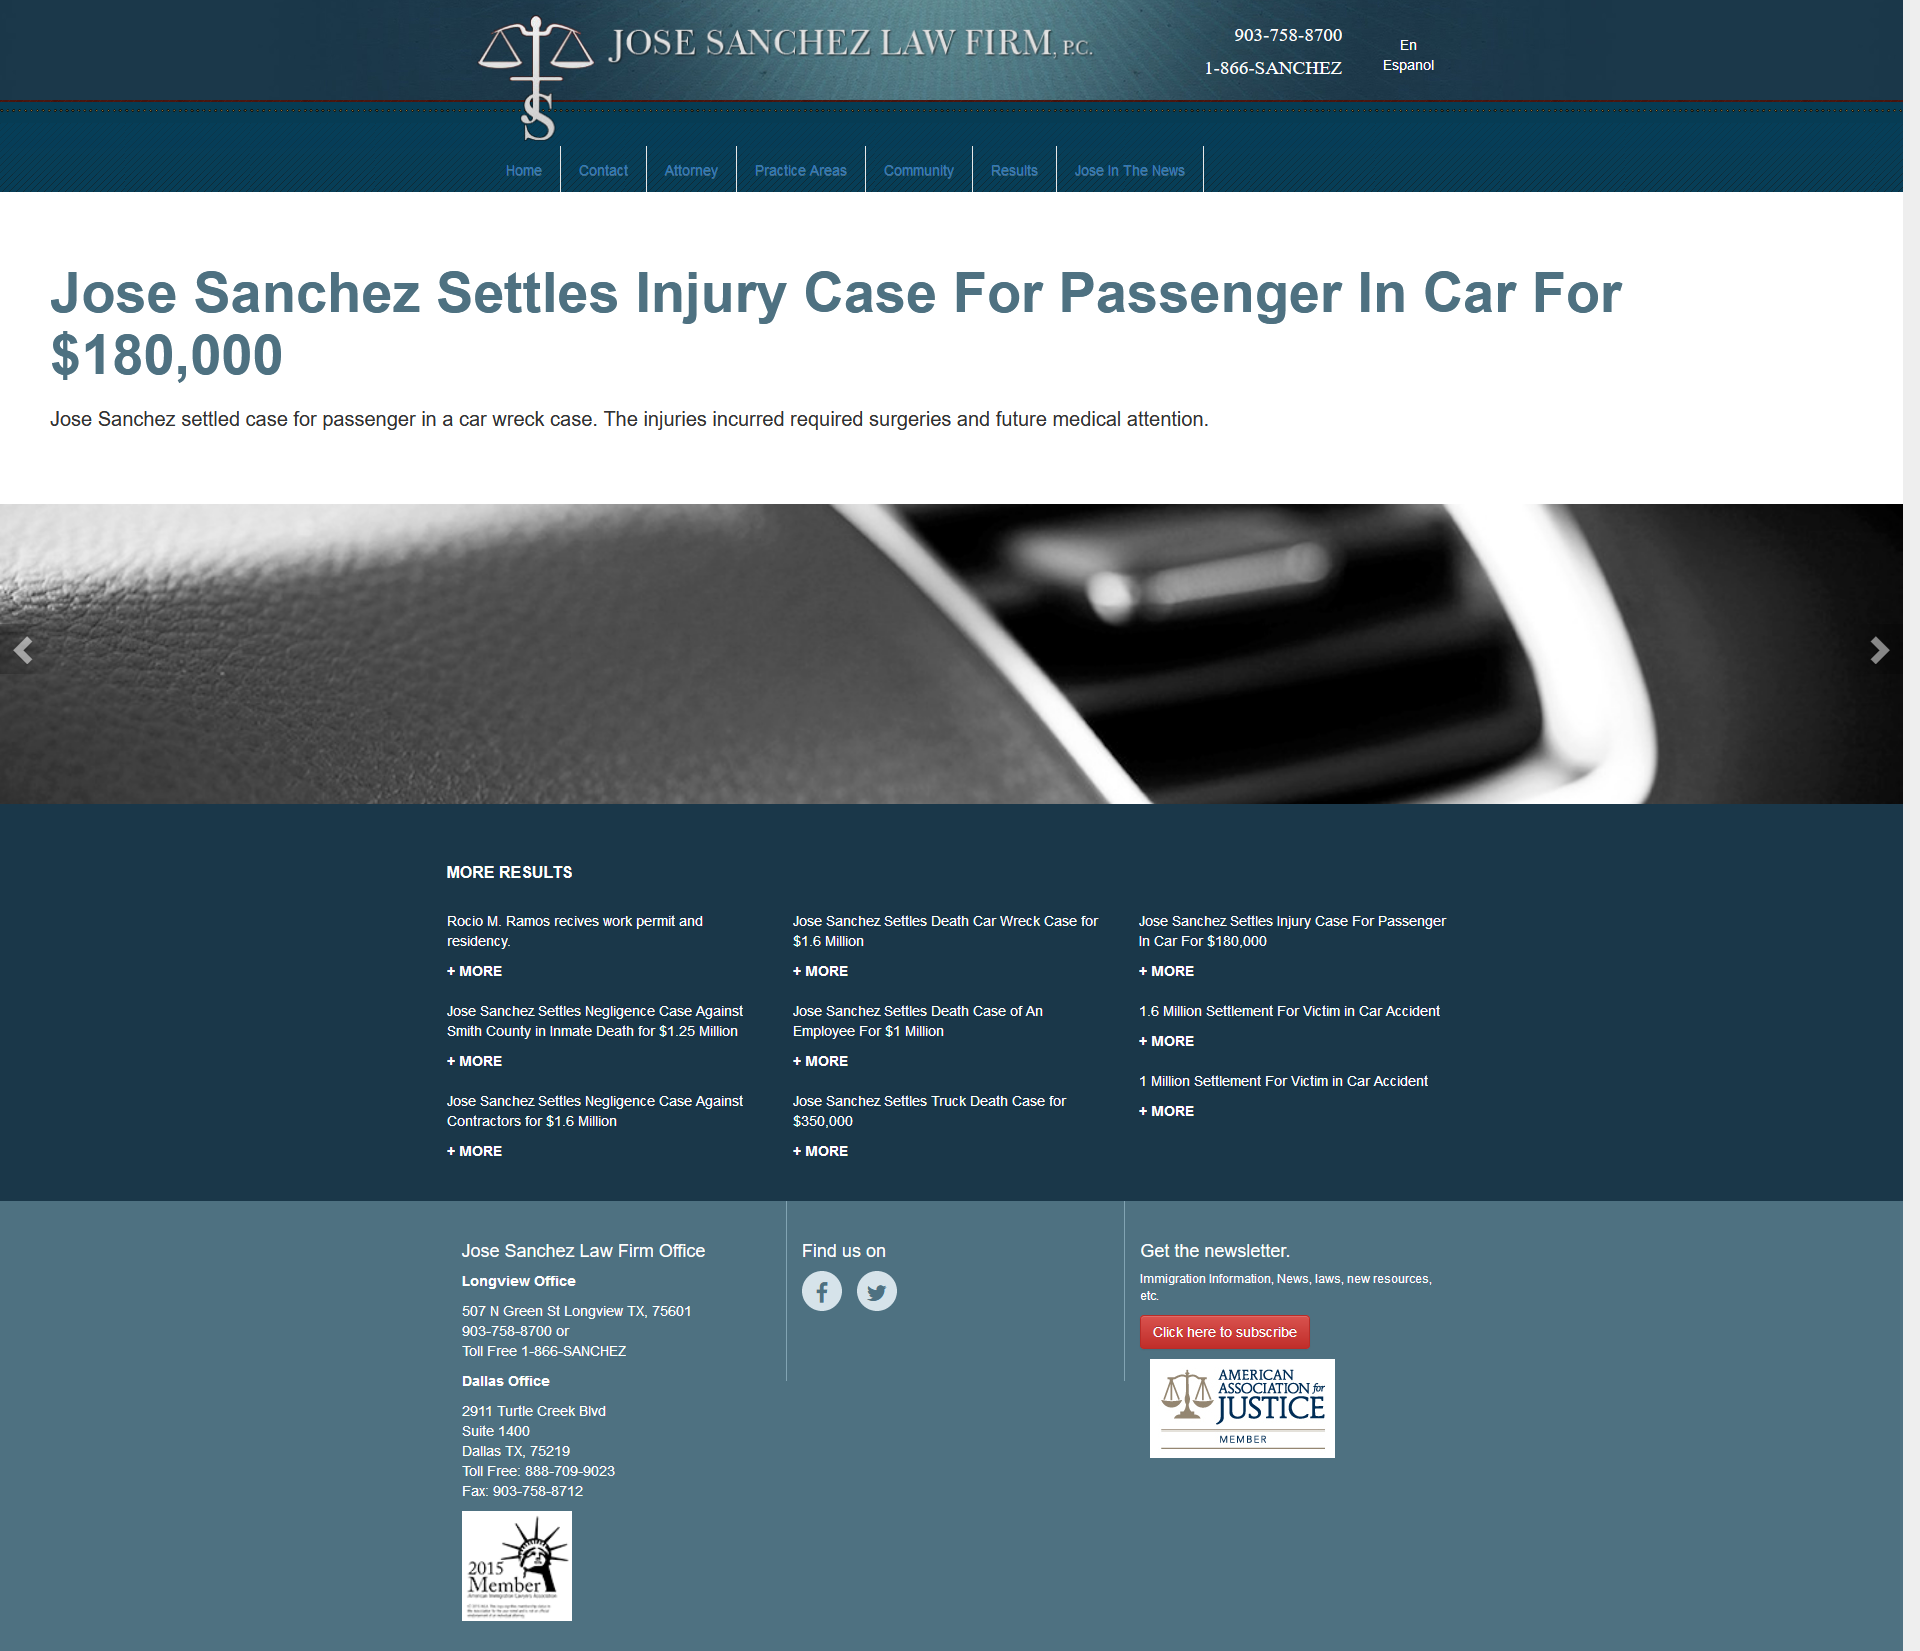 JOSE SANCHEZ LAW FIRM, P.C.
903-758-8700
1-866-SANCHEZ
En
Espanol
JS
Home
Contact
Attorney
Practice Areas
Community
Results
Jose In The News
Jose Sanchez Settles Injury Case For Passenger In Car For
$180,000
Jose Sanchez settled case for passenger in a car wreck case. The injuries incurred required surgeries and future medical attention.
MORE RESULTS
Rocio M. Ramos recives work permit and
residency.
+ MORE
Jose Sanchez Settles Negligence Case Against
Smith County in Inmate Death for $1.25 Million
+ MORE
Jose Sanchez Settles Negligence Case Against
Contractors for $1.6 Million
+ MORE
Jose Sanchez Settles Death Car Wreck Case for
$1.6 Million
+ MORE
Jose Sanchez Settles Death Case of An
Employee For $1 Million
+ MORE
Jose Sanchez Settles Truck Death Case for
$350,000
+ MORE
Jose Sanchez Settles Injury Case For Passenger
In Car For $180,000
+ MORE
1.6 Million Settlement For Victim in Car Accident
+ MORE
1 Million Settlement For Victim in Car Accident
+ MORE
Jose Sanchez Law Firm Office
Longview Office
507 N Green St Longview TX, 75601
903-758-8700 or
Toll Free 1-866-SANCHEZ
Dallas Office
2911 Turtle Creek Blvd
Suite 1400
Dallas TX, 75219
Toll Free: 888-709-9023
Fax: 903-758-8712
2015
Member
American Immigration Lawyers Association
Find us on
Get the newsletter.
Immigration Information, News, laws, new resources,
etc.
Click here to subscribe
AMERICAN
ASSOCIATION for
JUSTICE
MEMBER